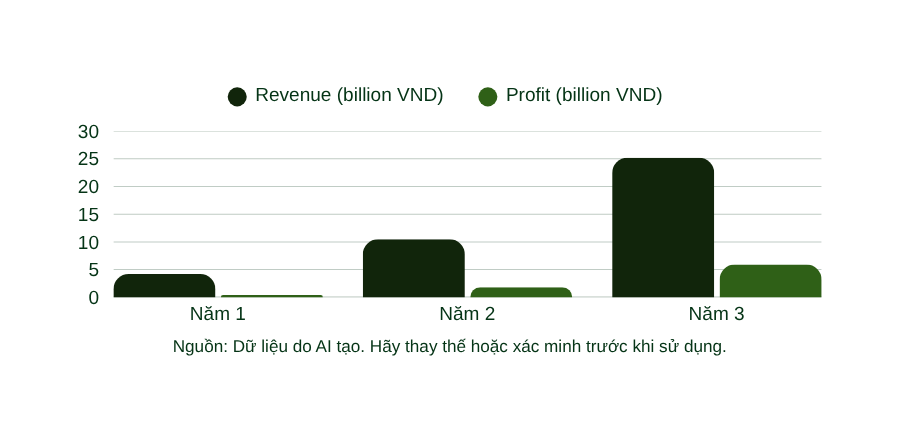 Revenue (billion VND) Profit (billion VND)
30
25
20
15
10
5
0
Năm 1 Năm 2 Năm 3
Nguồn: Dữ liệu do AI tạo. Hãy thay thế hoặc xác minh trước khi sử dụng.